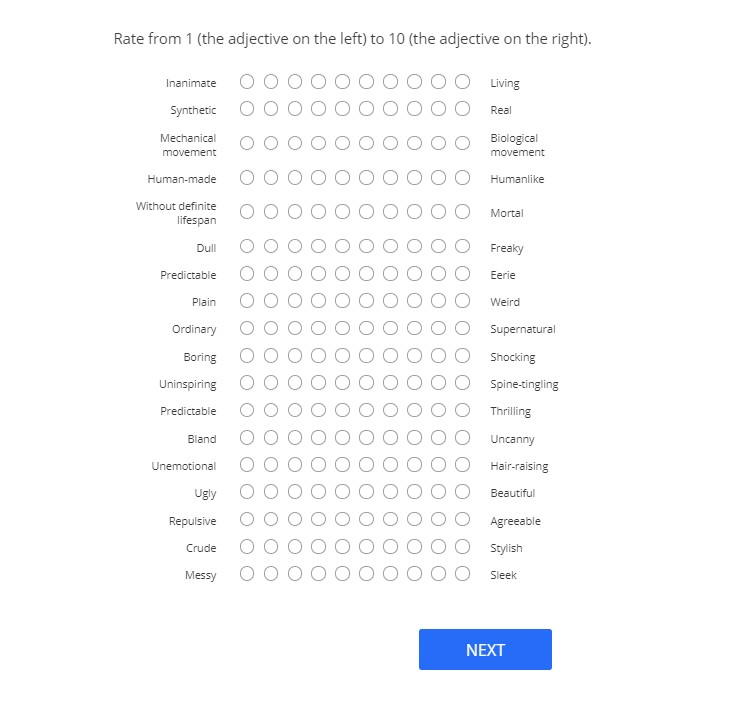 Rate from 1 (the adjective on the left) to 10 (the adjective on the right).
Inanimate Living
Synthetic Real
Mechanical movement Biological movement
Human-made Humanlike
Without definite lifespan Mortal
Dull Freaky
Predictable Eerie
Plain Weird
Ordinary Supernatural
Boring Shocking
Uninspiring Spine-tingling
Predictable Thrilling
Bland Uncanny
Unemotional Hair-raising
Ugly Beautiful
Repulsive Agreeable
Crude Stylish
Messy Sleek
NEXT